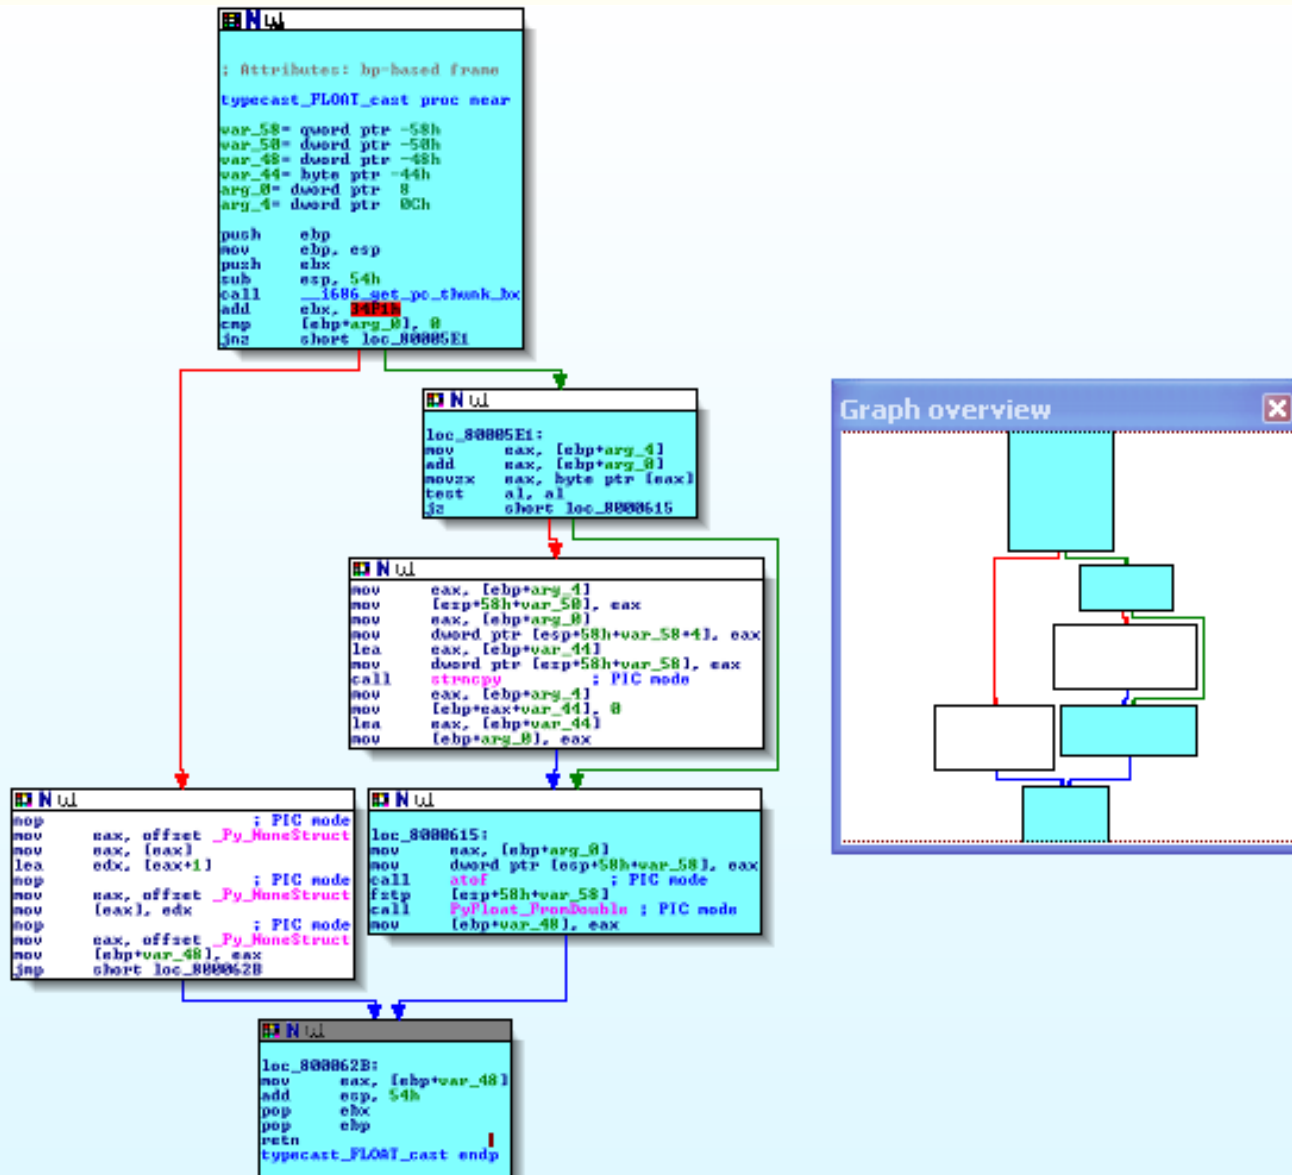 ; Attributes: bp-based frame
typecast_FLOAT_cast proc near
var_58= qword ptr -58h
var_50= dword ptr -50h
var_48= dword ptr -48h
var_44= byte ptr -44h
arg_0= dword ptr  8
arg_4= dword ptr  0Ch
push ebp
mov ebp, esp
push ebx
sub esp, 54h
call __i686_get_pc_thunk_bx
add ebx,
cmp [ebp+arg_0], 0
jnz short loc_80005E1
loc_80005E1:
mov eax, [ebp+arg_4]
add eax, [ebp+arg_0]
movzx eax, byte ptr [eax]
test al, al
jz short loc_8000615
mov eax, [ebp+arg_4]
mov [esp+58h+var_50], eax
mov eax, [ebp+arg_0]
mov dword ptr [esp+58h+var_58+4], eax
lea eax, [ebp+var_44]
mov dword ptr [esp+58h+var_58], eax
call strncpy ; PIC mode
mov eax, [ebp+arg_4]
mov [ebp+eax+var_44], 0
lea eax, [ebp+var_44]
mov [ebp+arg_0], eax
nop ; PIC mode
mov eax, offset _Py_NoneStruct
mov eax, [eax]
lea edx, [eax+1]
nop ; PIC mode
mov eax, offset _Py_NoneStruct
mov [eax], edx
nop ; PIC mode
mov eax, offset _Py_NoneStruct
mov [ebp+var_48], eax
jmp short loc_800062B
loc_8000615:
mov eax, [ebp+arg_0]
mov dword ptr [esp+58h+var_58], eax
call atof ; PIC mode
fstp [esp+58h+var_58]
call PyFloat_FromDouble ; PIC mode
mov [ebp+var_48], eax
loc_800062B:
mov eax, [ebp+var_48]
add esp, 54h
pop ebx
pop ebp
retn
typecast_FLOAT_cast endp
Graph overview